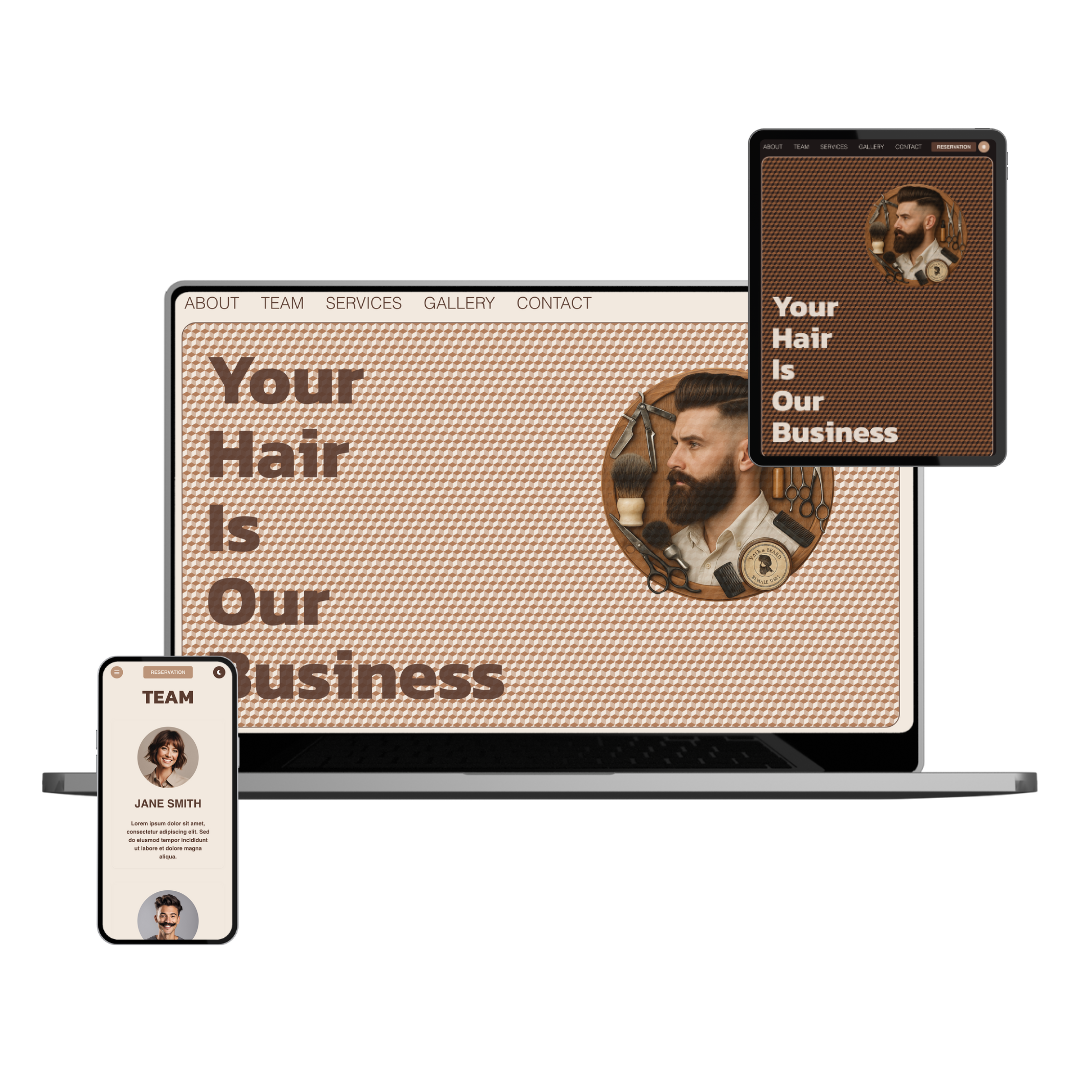 ABOUT TEAM SERVICES GALLERY CONTACT
Your
Hair
Is
Our
Business
ABOUT TEAM SERVICES GALLERY CONTACT RESERVATION
Your
Hair
Is
Our
Business
RESERVATION
TEAM
JANE SMITH
Lorem ipsum dolor sit amet,
consectetur adipiscing elit. Sed
do eiusmod tempor incididunt
ut labore et dolore magna
aliqua.